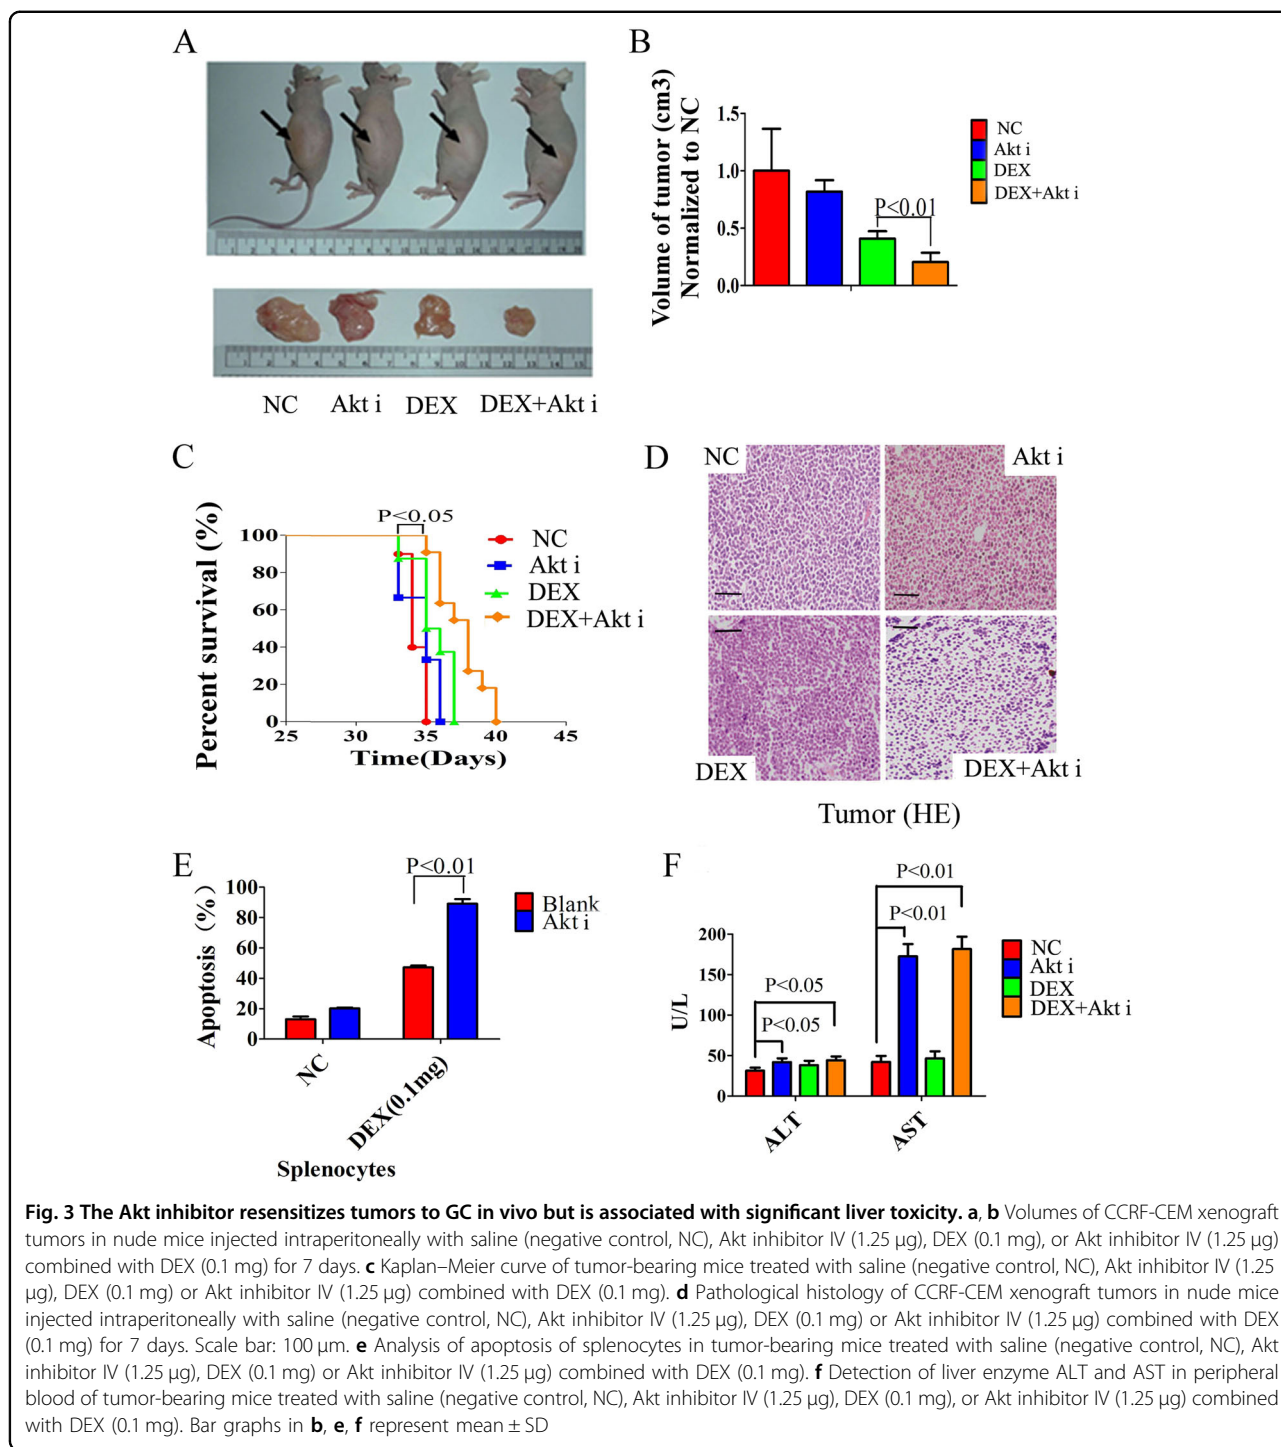 A
NC
Akt i
DEX
DEX+Akt i
B
Volume of tumor (cm3)
Normalized to NC
1.5
1.0
0.5
0.0
P<0.01
NC
Akt i
DEX
DEX+Akt i
C
Percent survival (%)
100
80
60
40
20
0
25
30
35
40
45
Time(Days)
P<0.05
NC
Akt i
DEX
DEX+Akt i
D
NC
Akt i
DEX
DEX+Akt i
Tumor (HE)
E
Apoptosis (%)
100
80
60
40
20
0
P<0.01
Blank
Akt i
NC
DEX(0.1mg)
Splenocytes
F
U/L
200
150
100
50
0
P<0.05
P<0.05
P<0.01
P<0.01
NC
Akt i
DEX
DEX+Akt i
ALT
AST
Fig. 3 The Akt inhibitor resensitizes tumors to GC in vivo but is associated with significant liver toxicity. a, b Volumes of CCRF-CEM xenograft
tumors in nude mice injected intraperitoneally with saline (negative control, NC), Akt inhibitor IV (1.25 µg), DEX (0.1 mg), or Akt inhibitor IV (1.25 µg)
combined with DEX (0.1 mg) for 7 days. c Kaplan–Meier curve of tumor-bearing mice treated with saline (negative control, NC), Akt inhibitor IV (1.25
µg), DEX (0.1 mg) or Akt inhibitor IV (1.25 µg) combined with DEX (0.1 mg). d Pathological histology of CCRF-CEM xenograft tumors in nude mice
injected intraperitoneally with saline (negative control, NC), Akt inhibitor IV (1.25 µg), DEX (0.1 mg) or Akt inhibitor IV (1.25 µg) combined with DEX
(0.1 mg) for 7 days. Scale bar: 100 µm. e Analysis of apoptosis of splenocytes in tumor-bearing mice treated with saline (negative control, NC), Akt
inhibitor IV (1.25 µg), DEX (0.1 mg) or Akt inhibitor IV (1.25 µg) combined with DEX (0.1 mg). f Detection of liver enzyme ALT and AST in peripheral
blood of tumor-bearing mice treated with saline (negative control, NC), Akt inhibitor IV (1.25 µg), DEX (0.1 mg), or Akt inhibitor IV (1.25 µg) combined
with DEX (0.1 mg). Bar graphs in b, e, f represent mean ± SD